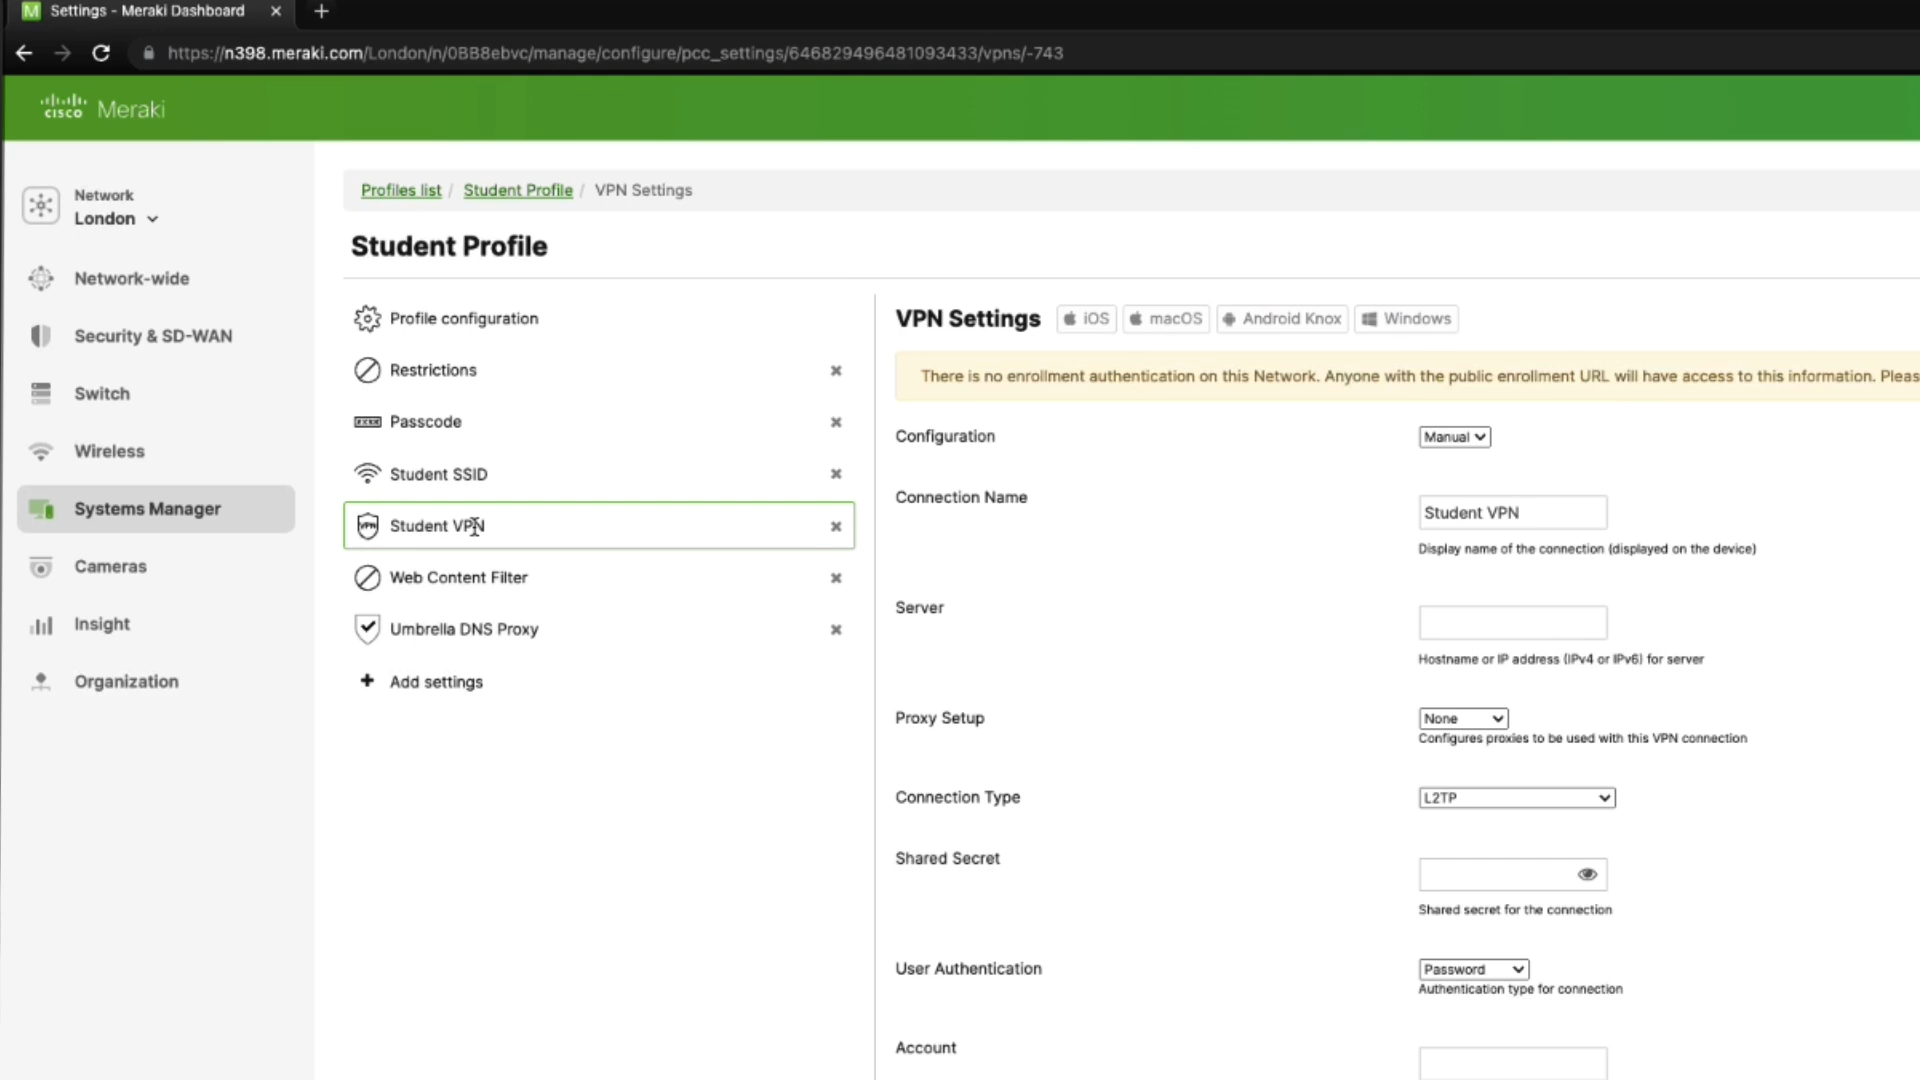 M Settings - Meraki Dashboard
https://n398.meraki.com/London/n/0BB8ebvc/manage/configure/pcc_settings/646829496481093433/vpns/-743
cisco Meraki
Network
London
Network-wide
Security & SD-WAN
Switch
Wireless
Systems Manager
Cameras
Insight
Organization
Profiles list / Student Profile / VPN Settings
Student Profile
Profile configuration
Restrictions
Passcode
Student SSID
VPN Student VPN
Web Content Filter
Umbrella DNS Proxy
Add settings
VPN Settings iOS macOS Android Knox Windows
There is no enrollment authentication on this Network. Anyone with the public enrollment URL will have access to this information. Pleas
Configuration Manual
Connection Name Student VPN
Display name of the connection (displayed on the device)
Server
Hostname or IP address (IPv4 or IPv6) for server
Proxy Setup None
Configures proxies to be used with this VPN connection
Connection Type L2TP
Shared Secret
Shared secret for the connection
User Authentication Password
Authentication type for connection
Account